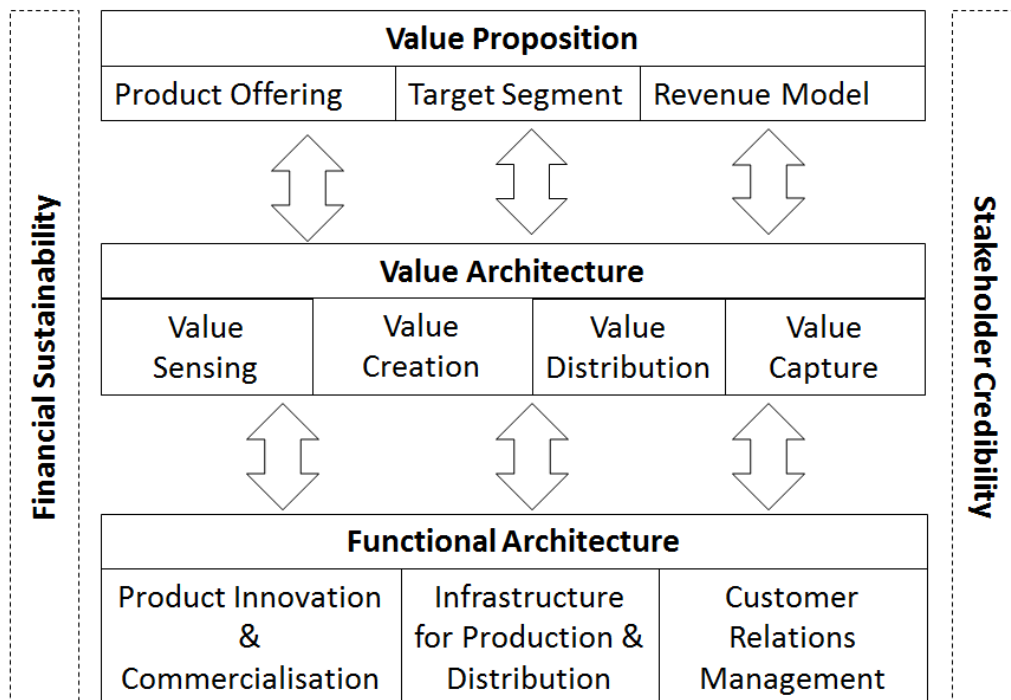 Value Proposition
Product Offering
Target Segment
Revenue Model
Financial Sustainability
Stakeholder Credibility
Value Architecture
Value
Sensing
Value
Creation
Value
Distribution
Value
Capture
Functional Architecture
Product Innovation
&
Commercialisation
Infrastructure
for Production &
Distribution
Customer
Relations
Management